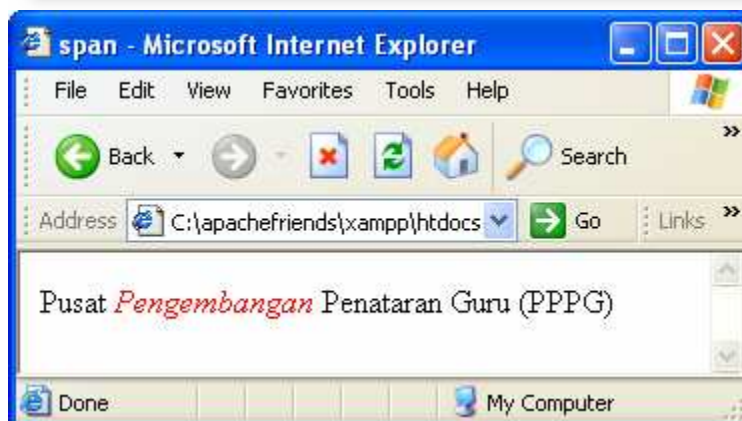 span - Microsoft Internet Explorer
File Edit View Favorites Tools Help
Back Search »
Address C:\apachefriends\xampp\htdocs Go Links »
Pusat Pengembangan Penataran Guru (PPPG)
Done My Computer